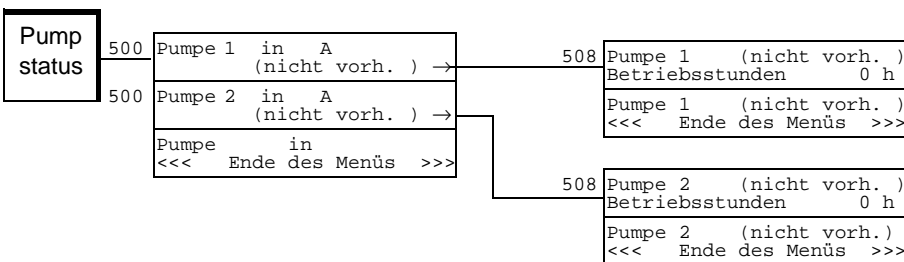 Pump
status
500
Pumpe 1 in A
(nicht vorh. ) →
500
Pumpe 2 in A
(nicht vorh. ) →
Pumpe in
<<< Ende des Menüs >>>
508
Pumpe 1 (nicht vorh. )
Betriebsstunden 0 h
Pumpe 1 (nicht vorh. )
<<< Ende des Menüs >>>
508
Pumpe 2 (nicht vorh. )
Betriebsstunden 0 h
Pumpe 2 (nicht vorh.)
<<< Ende des Menüs >>>